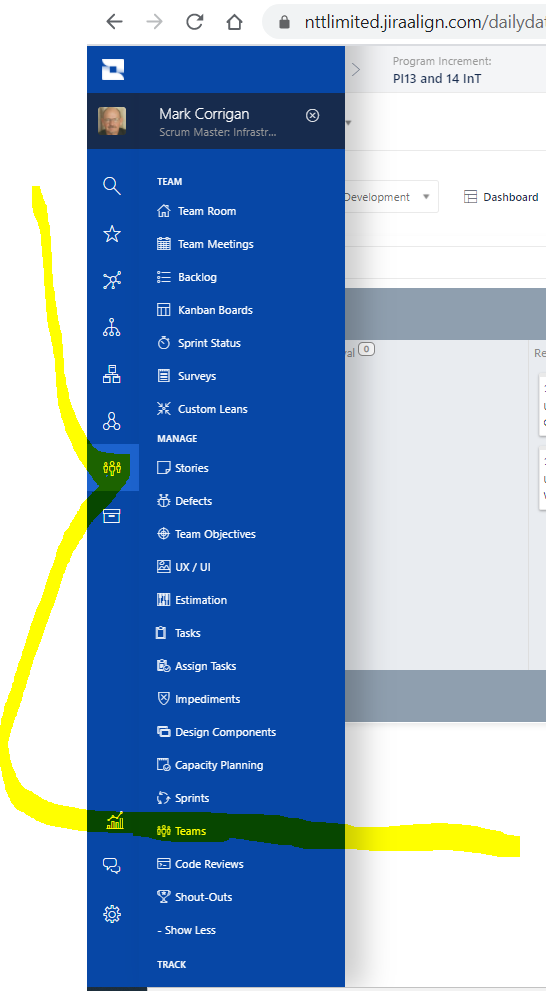 nttlimited.jiraalign.com/dailyda
Program Increment:
PI13 and 14 InT
Mark Corrigan
Scrum Master: Infrastr...
Development
Dashboard
TEAM
Team Room
Team Meetings
Backlog
Kanban Boards
Sprint Status
0
Surveys
Custom Leans
MANAGE
Stories
Defects
Team Objectives
UX / UI
Estimation
Tasks
Assign Tasks
Impediments
Design Components
Capacity Planning
Sprints
Teams
Code Reviews
Shout-Outs
- Show Less
TRACK